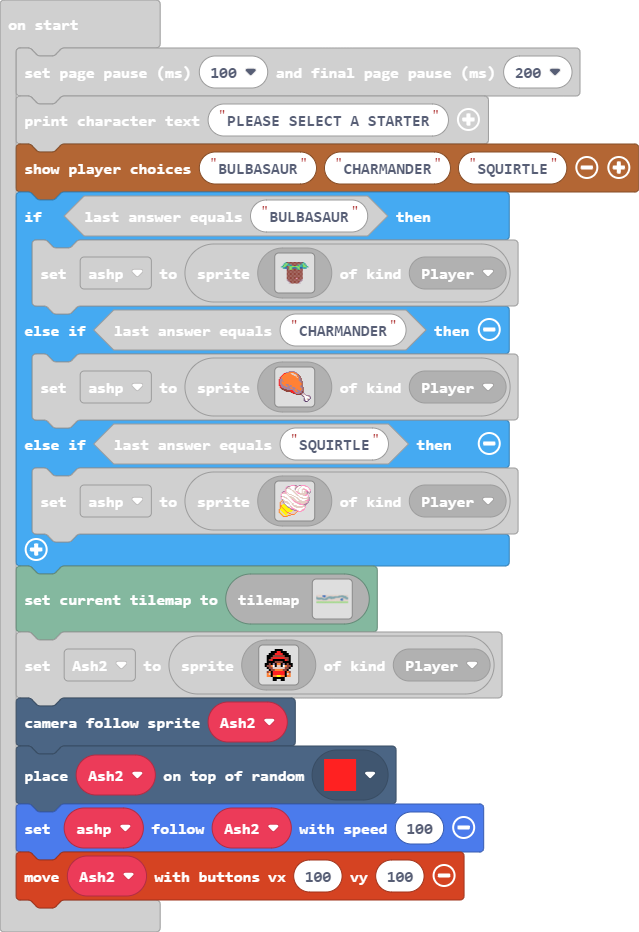 on start
set page pause (ms) 100 and final page pause (ms) 200
print character text "PLEASE SELECT A STARTER"
show player choices "BULBASAUR" "CHARMANDER" "SQUIRTLE"
if last answer equals "BULBASAUR" then
set ashp to sprite of kind Player
else if last answer equals "CHARMANDER" then
set ashp to sprite of kind Player
else if last answer equals "SQUIRTLE" then
set ashp to sprite of kind Player
set current tilemap to tilemap
set Ash2 to sprite of kind Player
camera follow sprite Ash2
place Ash2 on top of random
set ashp follow Ash2 with speed 100
move Ash2 with buttons vx 100 vy 100